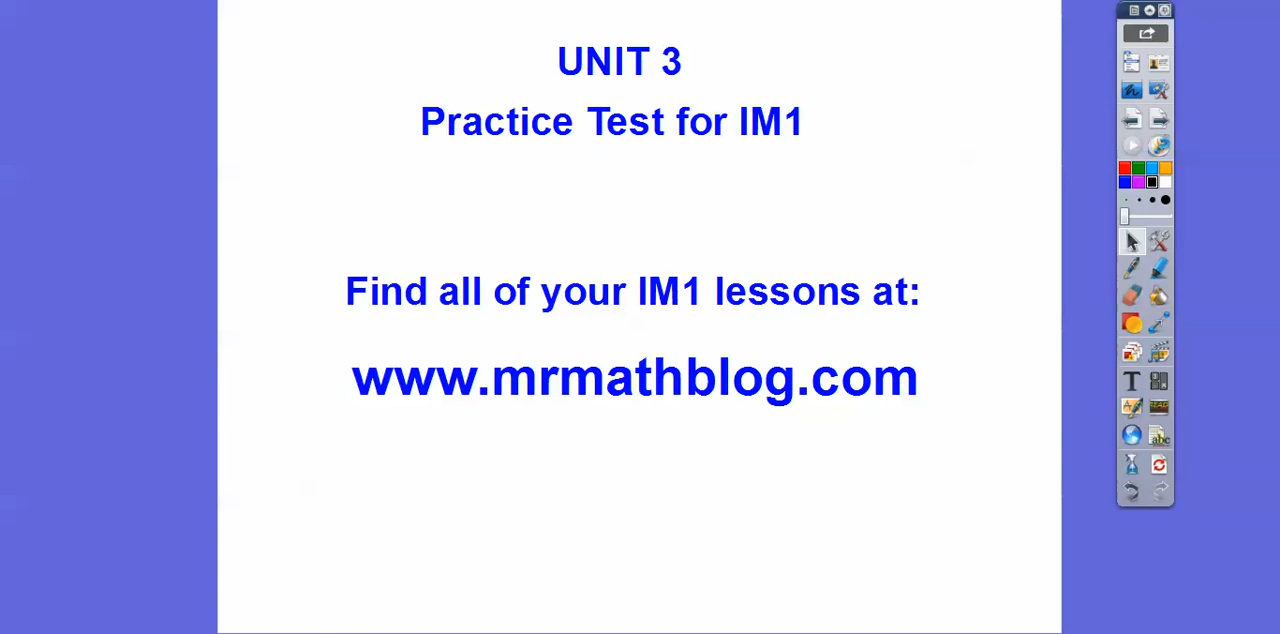 UNIT 3
Practice Test for IM1
Find all of your IM1 lessons at:
www.mrmathblog.com